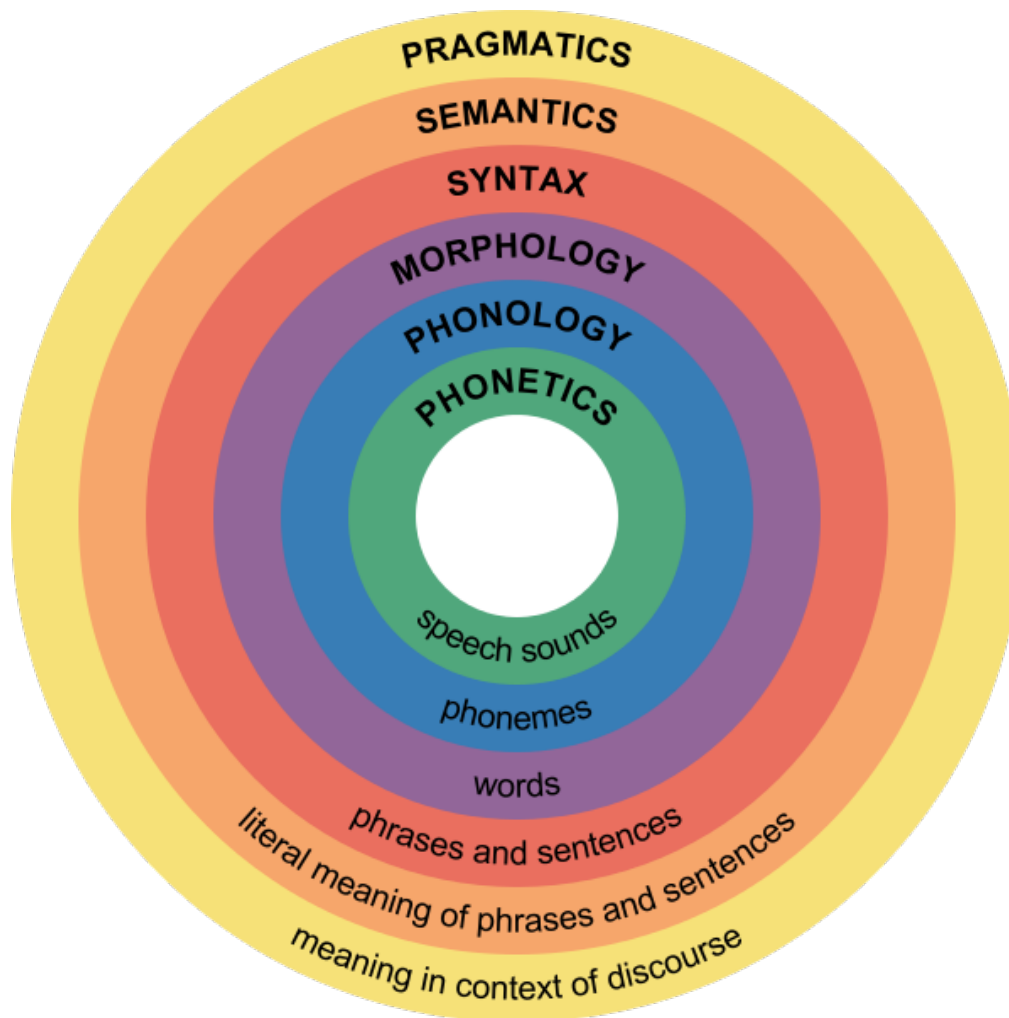 PRAGMATICS
SEMANTICS
SYNTAX
MORPHOLOGY
PHONOLOGY
PHONETICS
speech sounds
phonemes
words
phrases and sentences
literal meaning of phrases and sentences
meaning in context of discourse